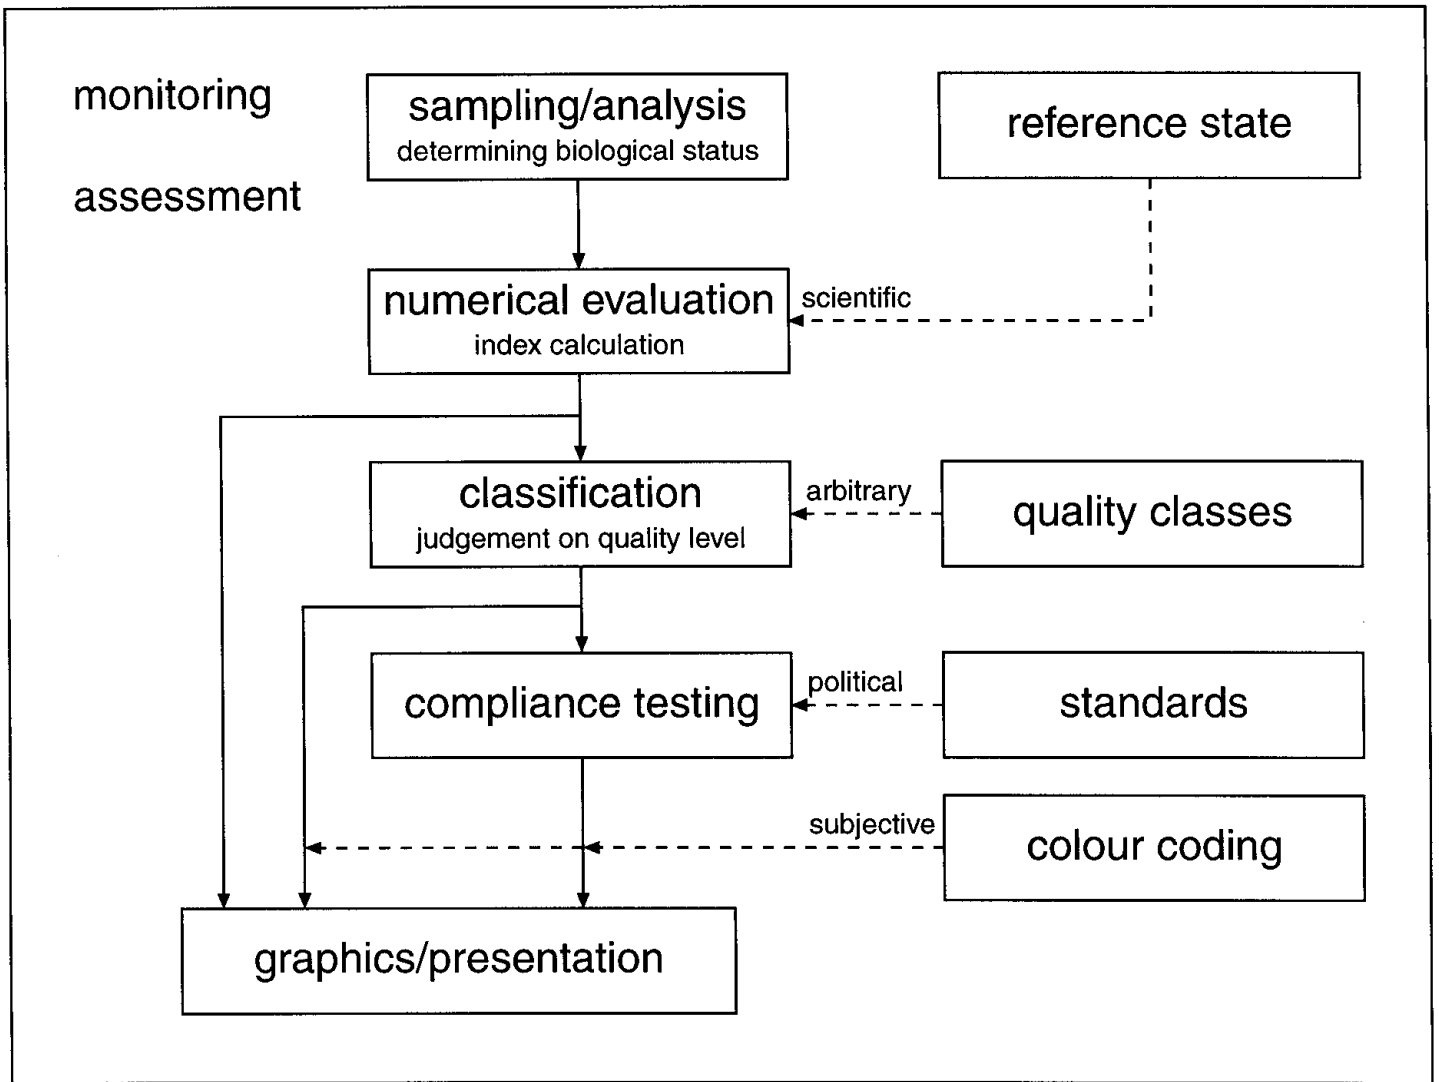 monitoring
sampling/analysis
determining biological status
reference state
assessment
numerical evaluation
index calculation
scientific
classification
judgement on quality level
arbitrary
quality classes
compliance testing
political
standards
subjective
colour coding
graphics/presentation